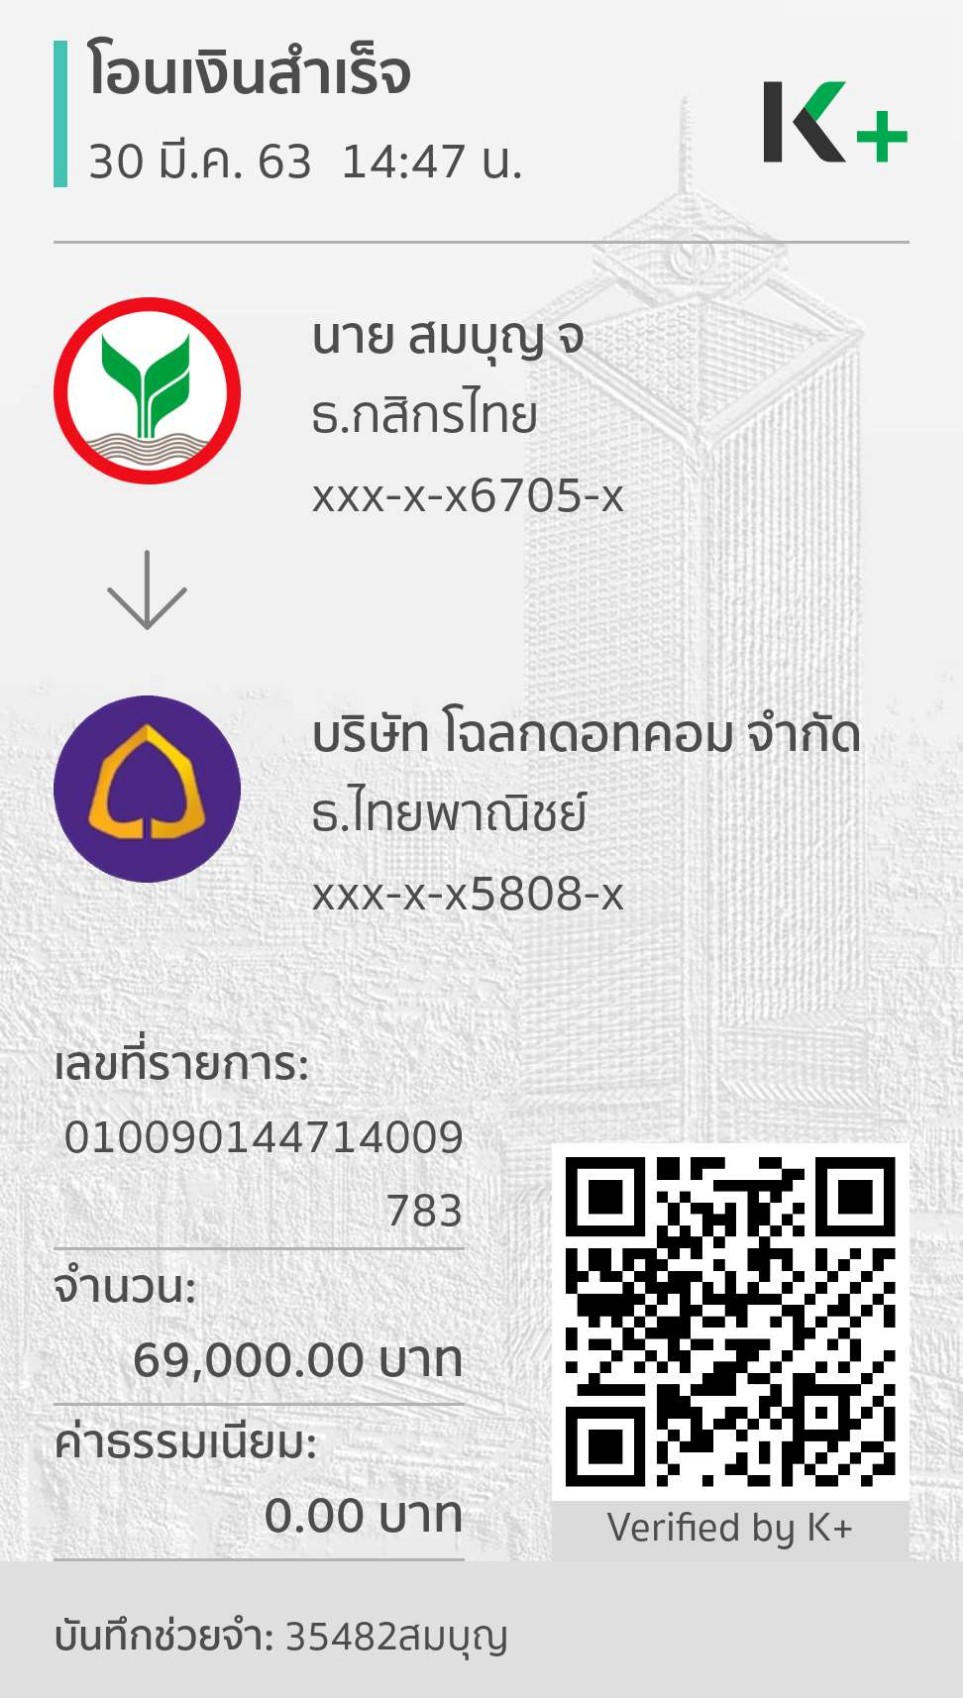 โอนเงินสำเร็จ
30 มี.ค. 63 14:47 น.
K+
นาย สมบุญ จ
ธ.กสิกรไทย
xxx-x-x6705-x
บริษัท โฉลกดอทคอม จำกัด
ธ.ไทยพาณิชย์
xxx-x-x5808-x
เลขที่รายการ:
010090144714009
783
จำนวน:
69,000.00 บาท
ค่าธรรมเนียม:
0.00 บาท
Verified by K+
บันทึกช่วยจำ: 35482สมบุญ